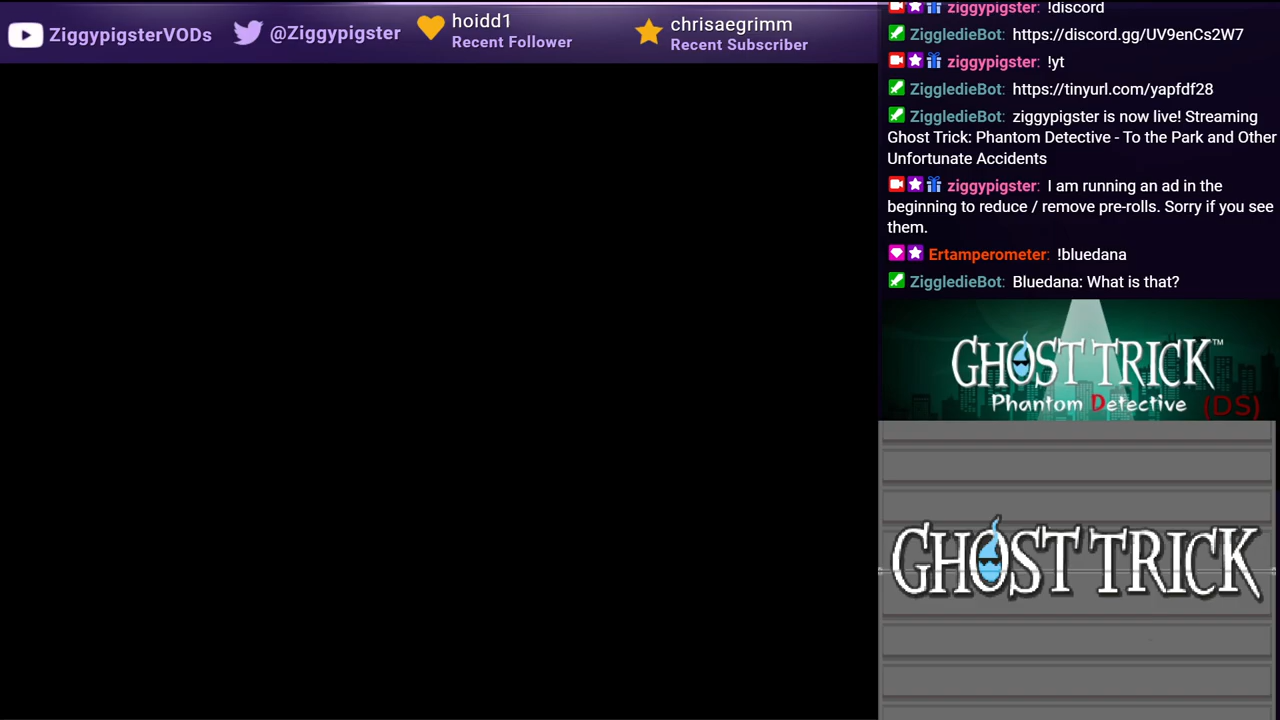 ZiggypigsterVODs
@Ziggypigster
hoidd1
Recent Follower
chrisaegrimm
Recent Subscriber
ziggypigster: !discord
ZiggledieBot: https://discord.gg/UV9enCs2W7
ziggypigster: !yt
ZiggledieBot: https://tinyurl.com/yapfdf28
ZiggledieBot: ziggypigster is now live! Streaming
Ghost Trick: Phantom Detective - To the Park and Other
Unfortunate Accidents
ziggypigster: I am running an ad in the
beginning to reduce / remove pre-rolls. Sorry if you see
them.
Ertamperometer: !bluedana
ZiggledieBot: Bluedana: What is that?
GHOST TRICK™
Phantom Detective (DS)
GHOST TRICK